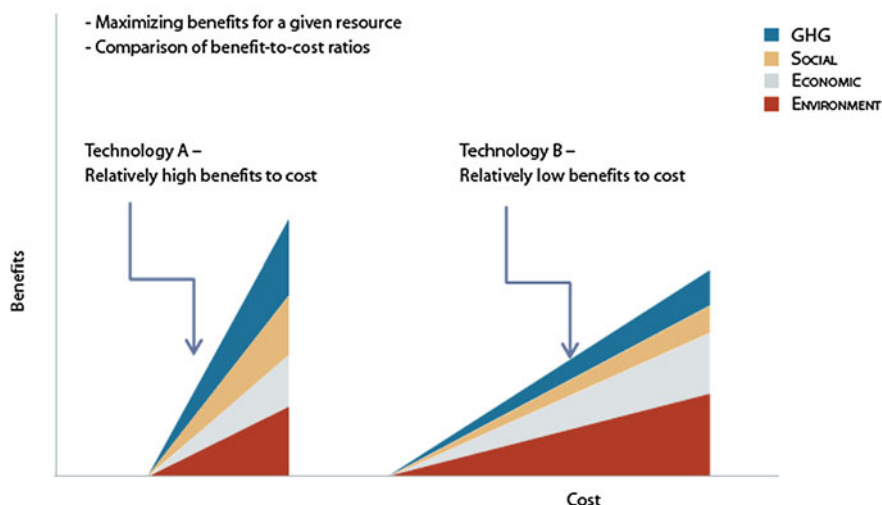 - Maximizing benefits for a given resource
- Comparison of benefit-to-cost ratios
GHG
SOCIAL
ECONOMIC
ENVIRONMENT
Technology A –
Relatively high benefits to cost
Technology B –
Relatively low benefits to cost
Benefits
Cost